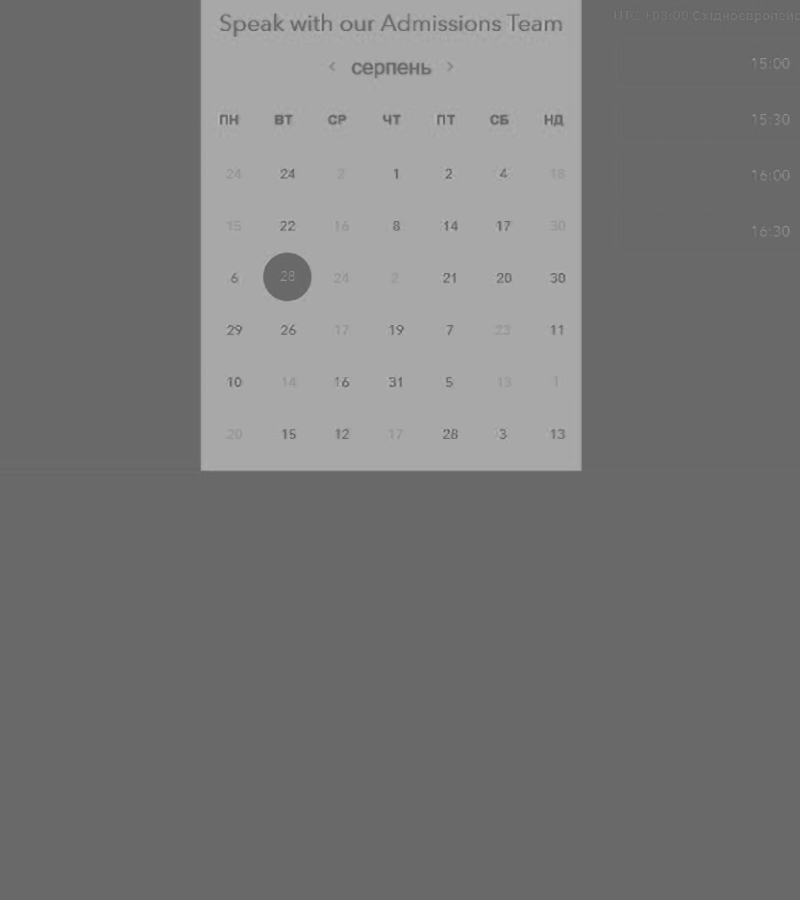 Speak with our Admissions Team
‹ серпень ›
ПН ВТ СР ЧТ ПТ СБ НД
24 24 2 1 2 4 18
15 22 16 8 14 17 30
6 28 24 2 21 20 30
29 26 17 19 7 23 11
10 14 16 31 5 13 1
20 15 12 17 28 3 13
UTC +03:00 Східноєвропейс
15:00
15:30
16:00
16:30